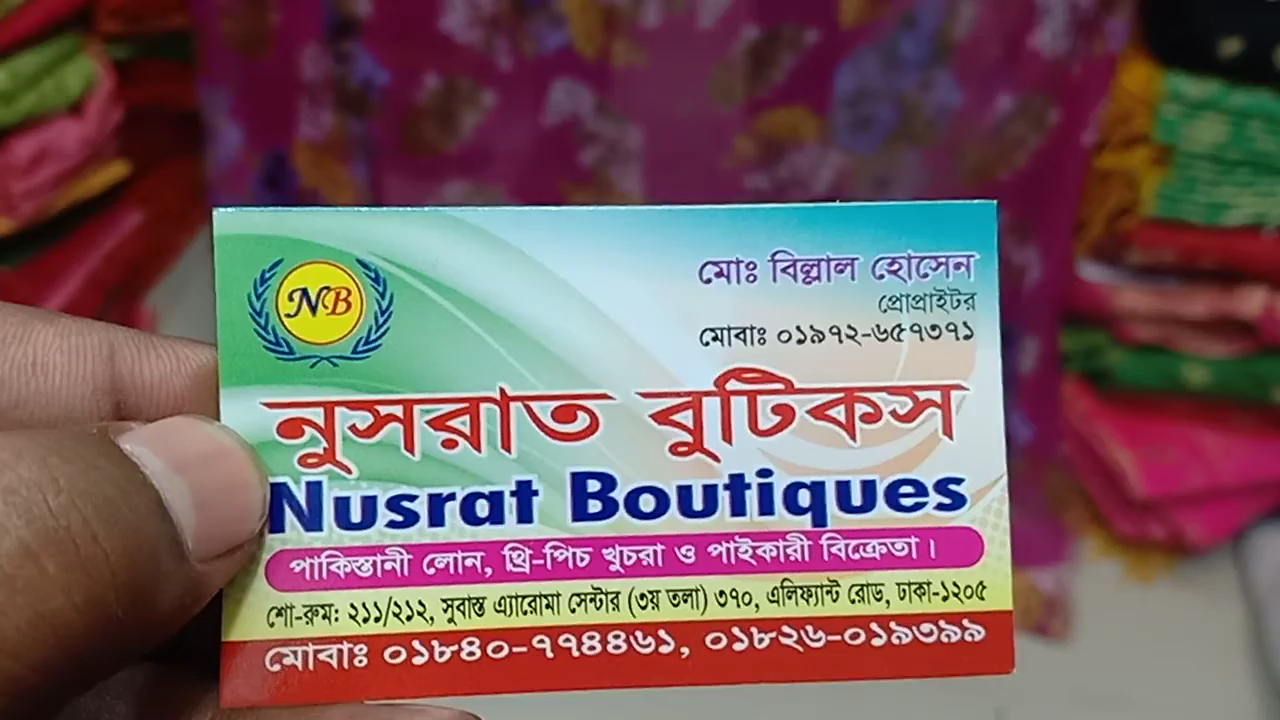 NB
মোঃ বিল্লাল হোসেন
প্রোপ্রাইটর
মোবাঃ ০১৯৭২-৬৫৭৩৭১
নুসরাত বুটিকস
Nusrat Boutiques
পাকিস্তানী লোন, থ্রি-পিচ খুচরা ও পাইকারী বিক্রেতা।
শো-রুম: ২১১/২১২, সুবাস্ত এ্যারোমা সেন্টার (৩য় তলা) ৩৭০, এলিফ্যান্ট রোড, ঢাকা-১২০৫
মোবাঃ ০১৮৪০-৭৭৪৪৬১, ০১৮২৬-০১৯৩৯৯